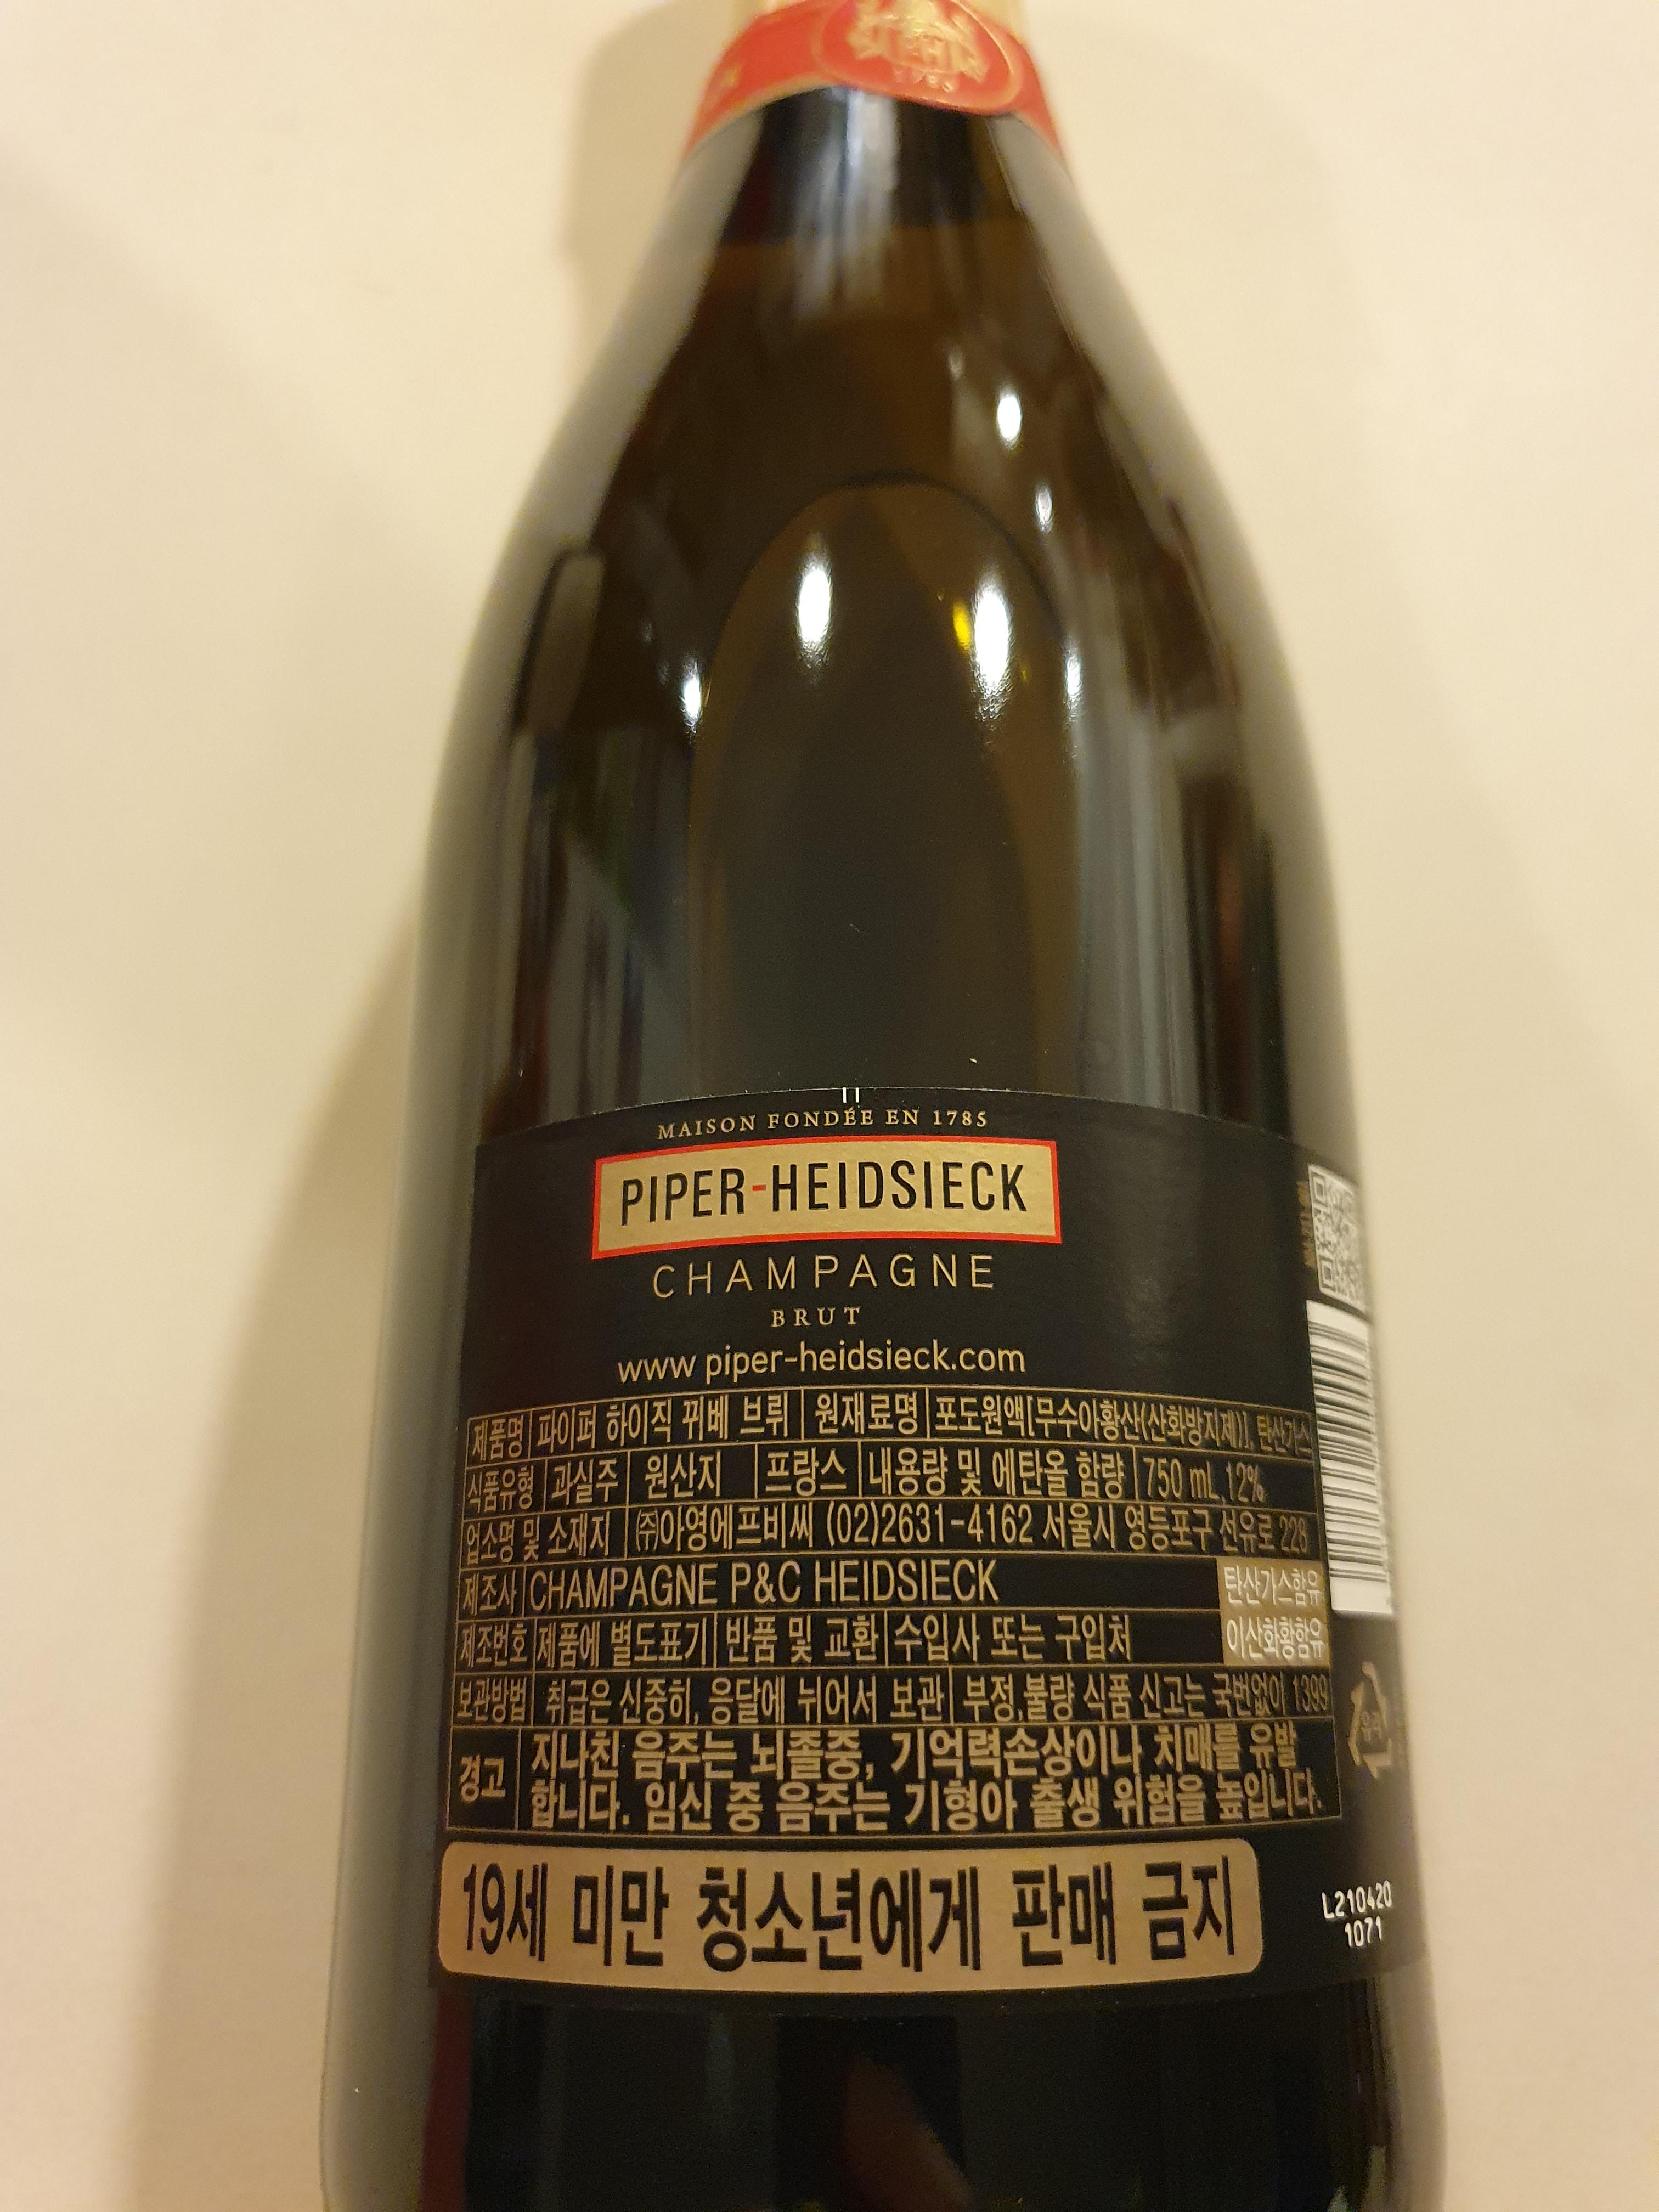 1785
MAISON FONDÉE EN 1785
PIPER-HEIDSIECK
CHAMPAGNE
BRUT
www piper-heidsieck.com
제품명 파이퍼 하이직 뀌베 브뤼 원재료명 포도원액[무수아황산(산화방지제)], 탄산가스
식품유형 과실주 원산지 프랑스 내용량 및 에탄올 함량 750 mL, 12%
업소명 및 소재지 ㈜아영에프비씨 (02)2631-4162 서울시 영등포구 선유로 228
제조사 CHAMPAGNE P&C HEIDSIECK 탄산가스함유
제조번호 제품에 별도표기 반품 및 교환 수입사 또는 구입처 이산화황함유
보관방법 취급은 신중히, 응달에 뉘어서 보관 부정,불량 식품 신고는 국번없이 1399
경고 지나친 음주는 뇌졸중, 기억력손상이나 치매를 유발
합니다. 임신 중 음주는 기형아 출생 위험을 높입니다.
19세 미만 청소년에게 판매 금지
L210420
1071